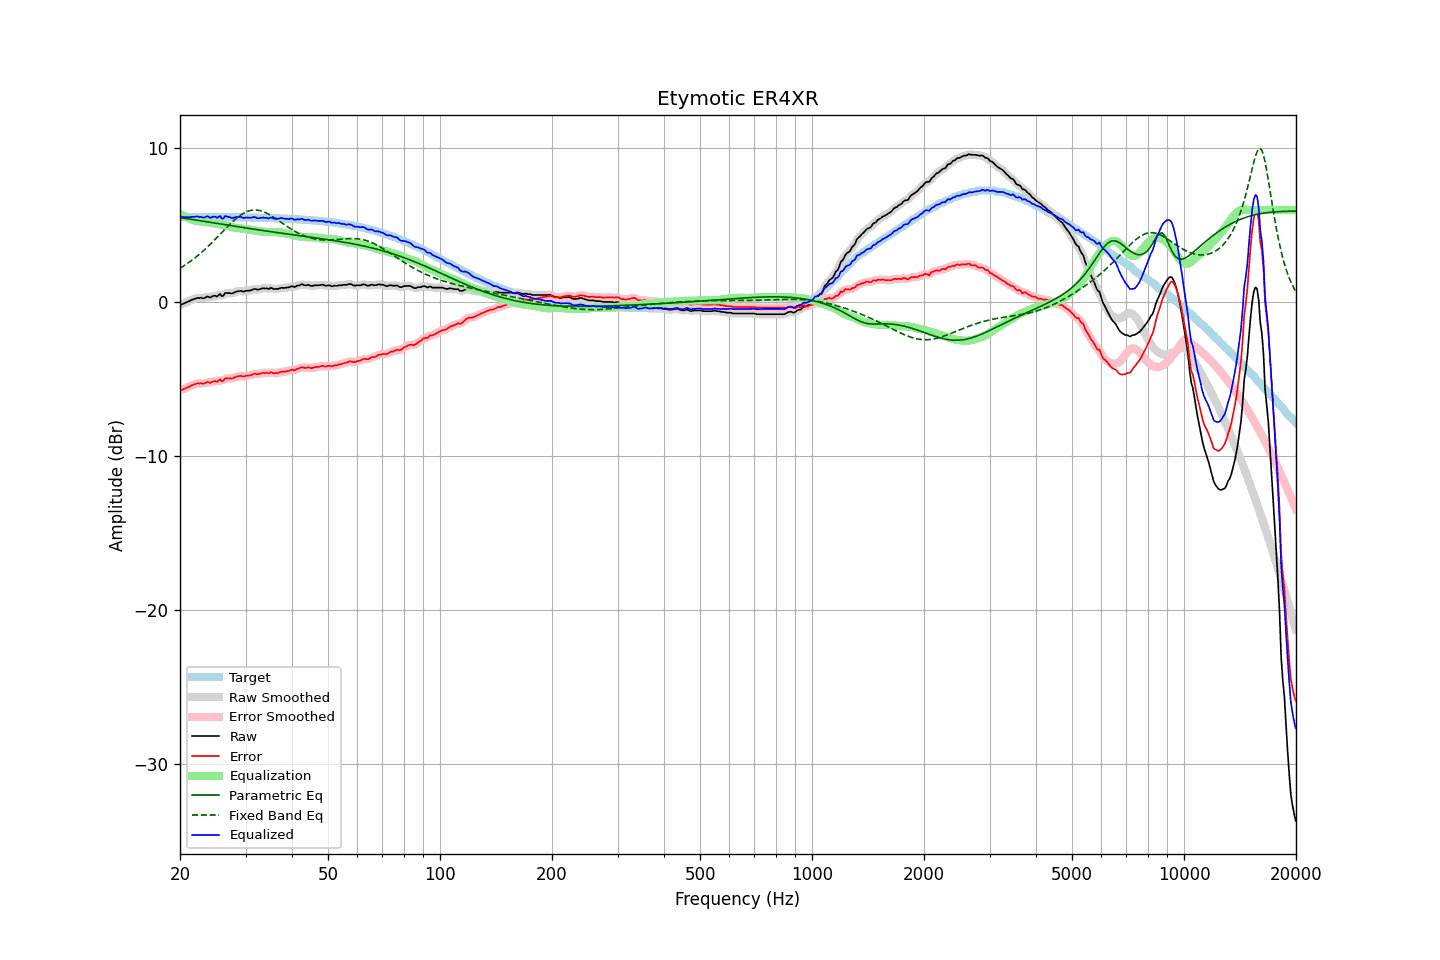 Etymotic ER4XR
10
0
−10
−20
−30
Amplitude (dBr)
Target
Raw Smoothed
Error Smoothed
Raw
Error
Equalization
Parametric Eq
Fixed Band Eq
Equalized
20 50 100 200 500 1000 2000 5000 10000 20000
Frequency (Hz)